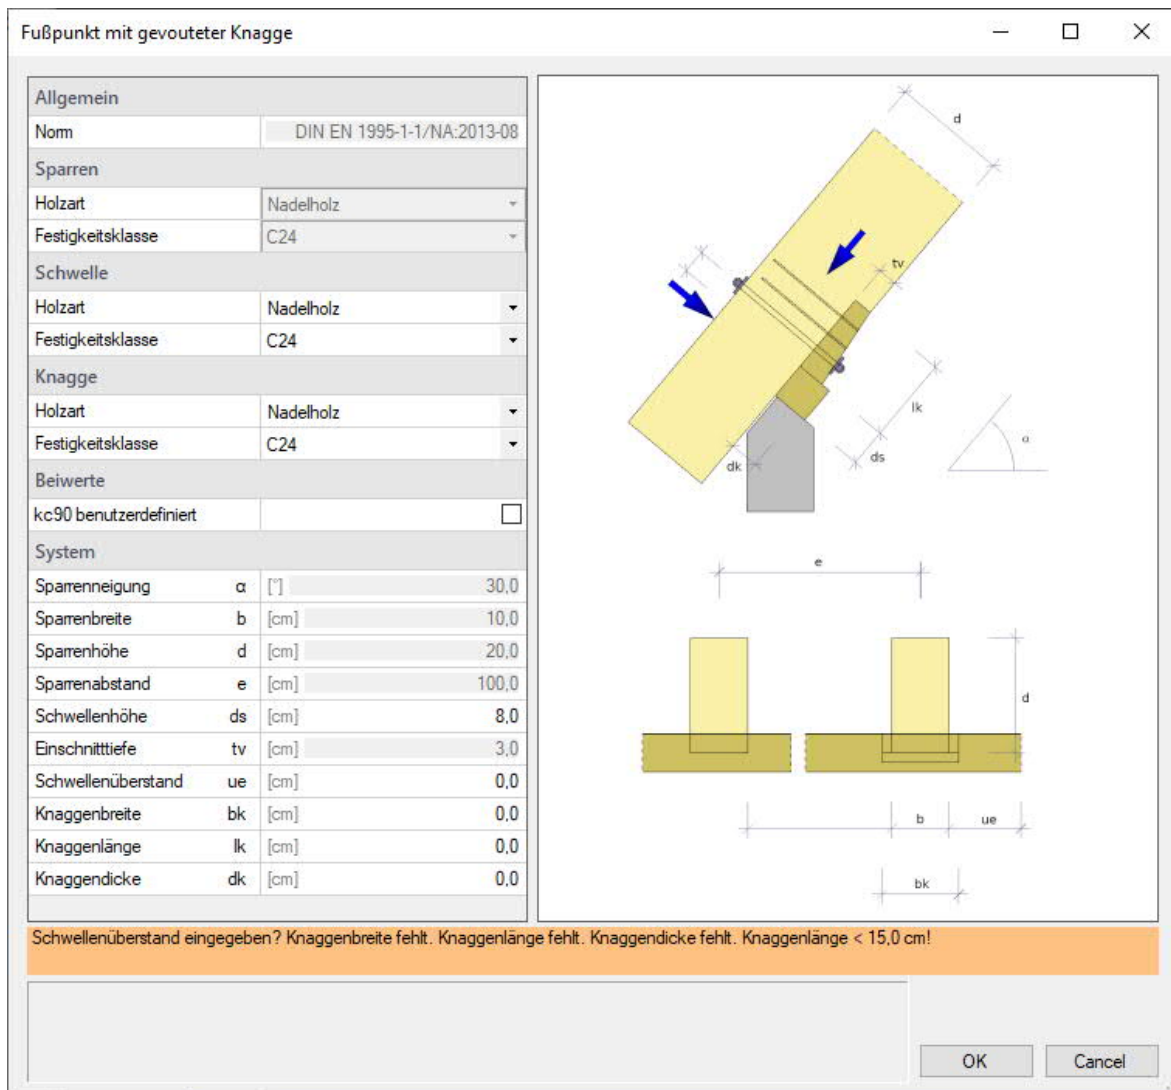 Fußpunkt mit gevouteter Knagge
Allgemein
Norm DIN EN 1995-1-1/NA:2013-08
Sparren
Holzart Nadelholz
Festigkeitsklasse C24
Schwelle
Holzart Nadelholz
Festigkeitsklasse C24
Knagge
Holzart Nadelholz
Festigkeitsklasse C24
Beiwerte
kc90 benutzerdefiniert
System
Sparrenneigung α [°] 30,0
Sparrenbreite b [cm] 10,0
Sparrenhöhe d [cm] 20,0
Sparrenabstand e [cm] 100,0
Schwellenhöhe ds [cm] 8,0
Einschnitttiefe tv [cm] 3,0
Schwellenüberstand ue [cm] 0,0
Knaggenbreite bk [cm] 0,0
Knaggenlänge lk [cm] 0,0
Knaggendicke dk [cm] 0,0
d
tv
lk
α
ds
dk
e
d
b ue
bk
Schwellenüberstand eingegeben? Knaggenbreite fehlt. Knaggenlänge fehlt. Knaggendicke fehlt. Knaggenlänge < 15,0 cm!
OK Cancel